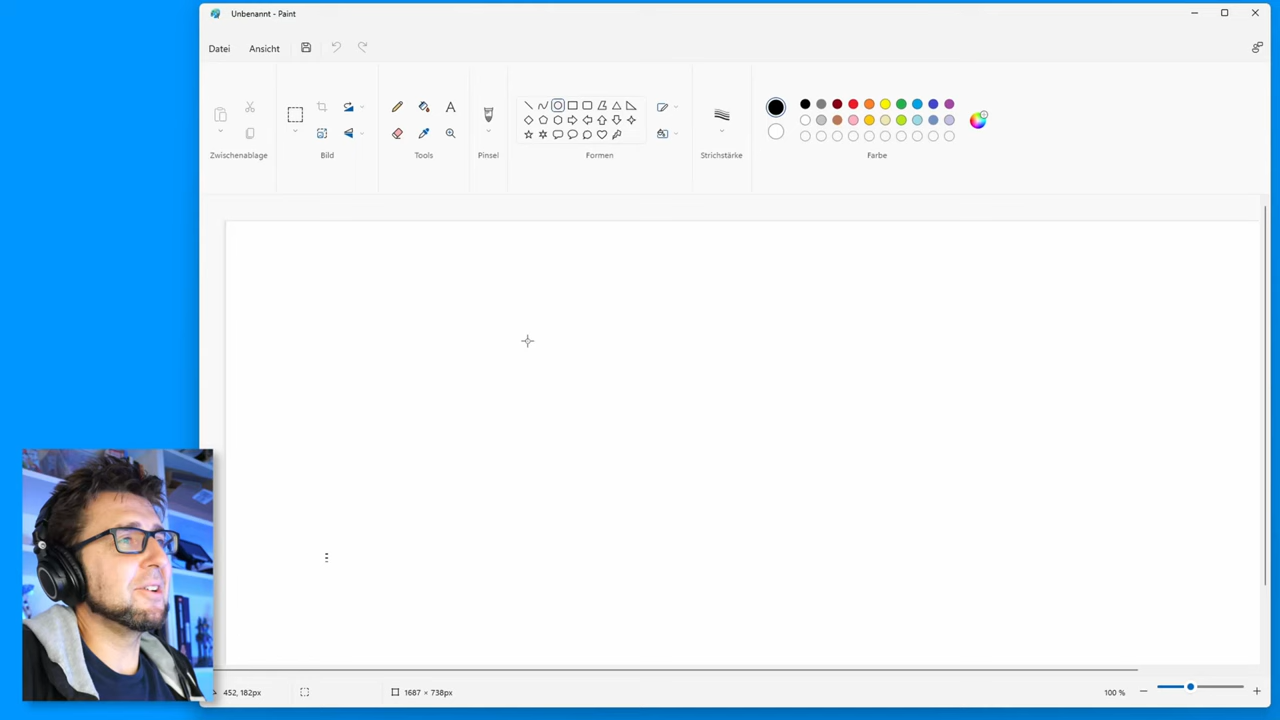 Unbenannt - Paint
Datei
Ansicht
Zwischenablage
Bild
Tools
Pinsel
Formen
Strichstärke
Farbe
452, 182px
1687 × 738px
100 %